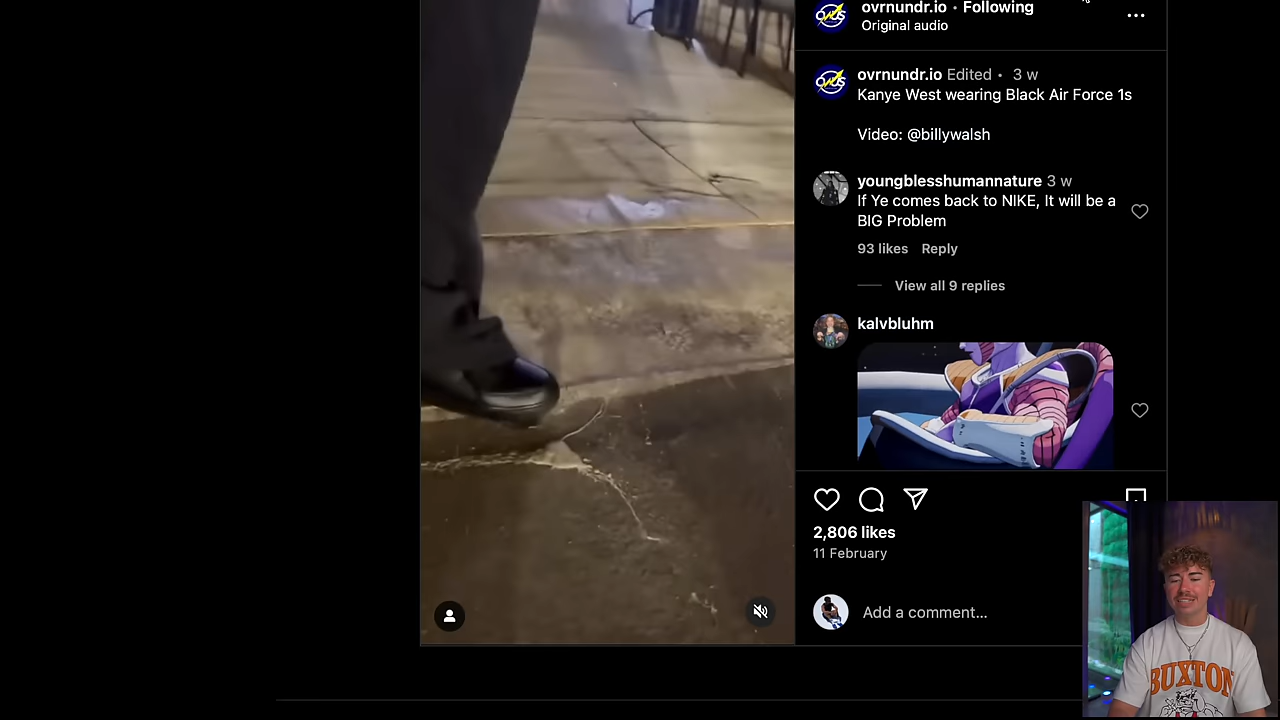 ovrnundr.io • Following
Original audio
ovrnundr.io Edited • 3 w
Kanye West wearing Black Air Force 1s
Video: @billywalsh
youngblesshumannature 3 w
If Ye comes back to NIKE, It will be a
BIG Problem
93 likes Reply
View all 9 replies
kalvbluhm
2,806 likes
11 February
Add a comment...
BUXTON